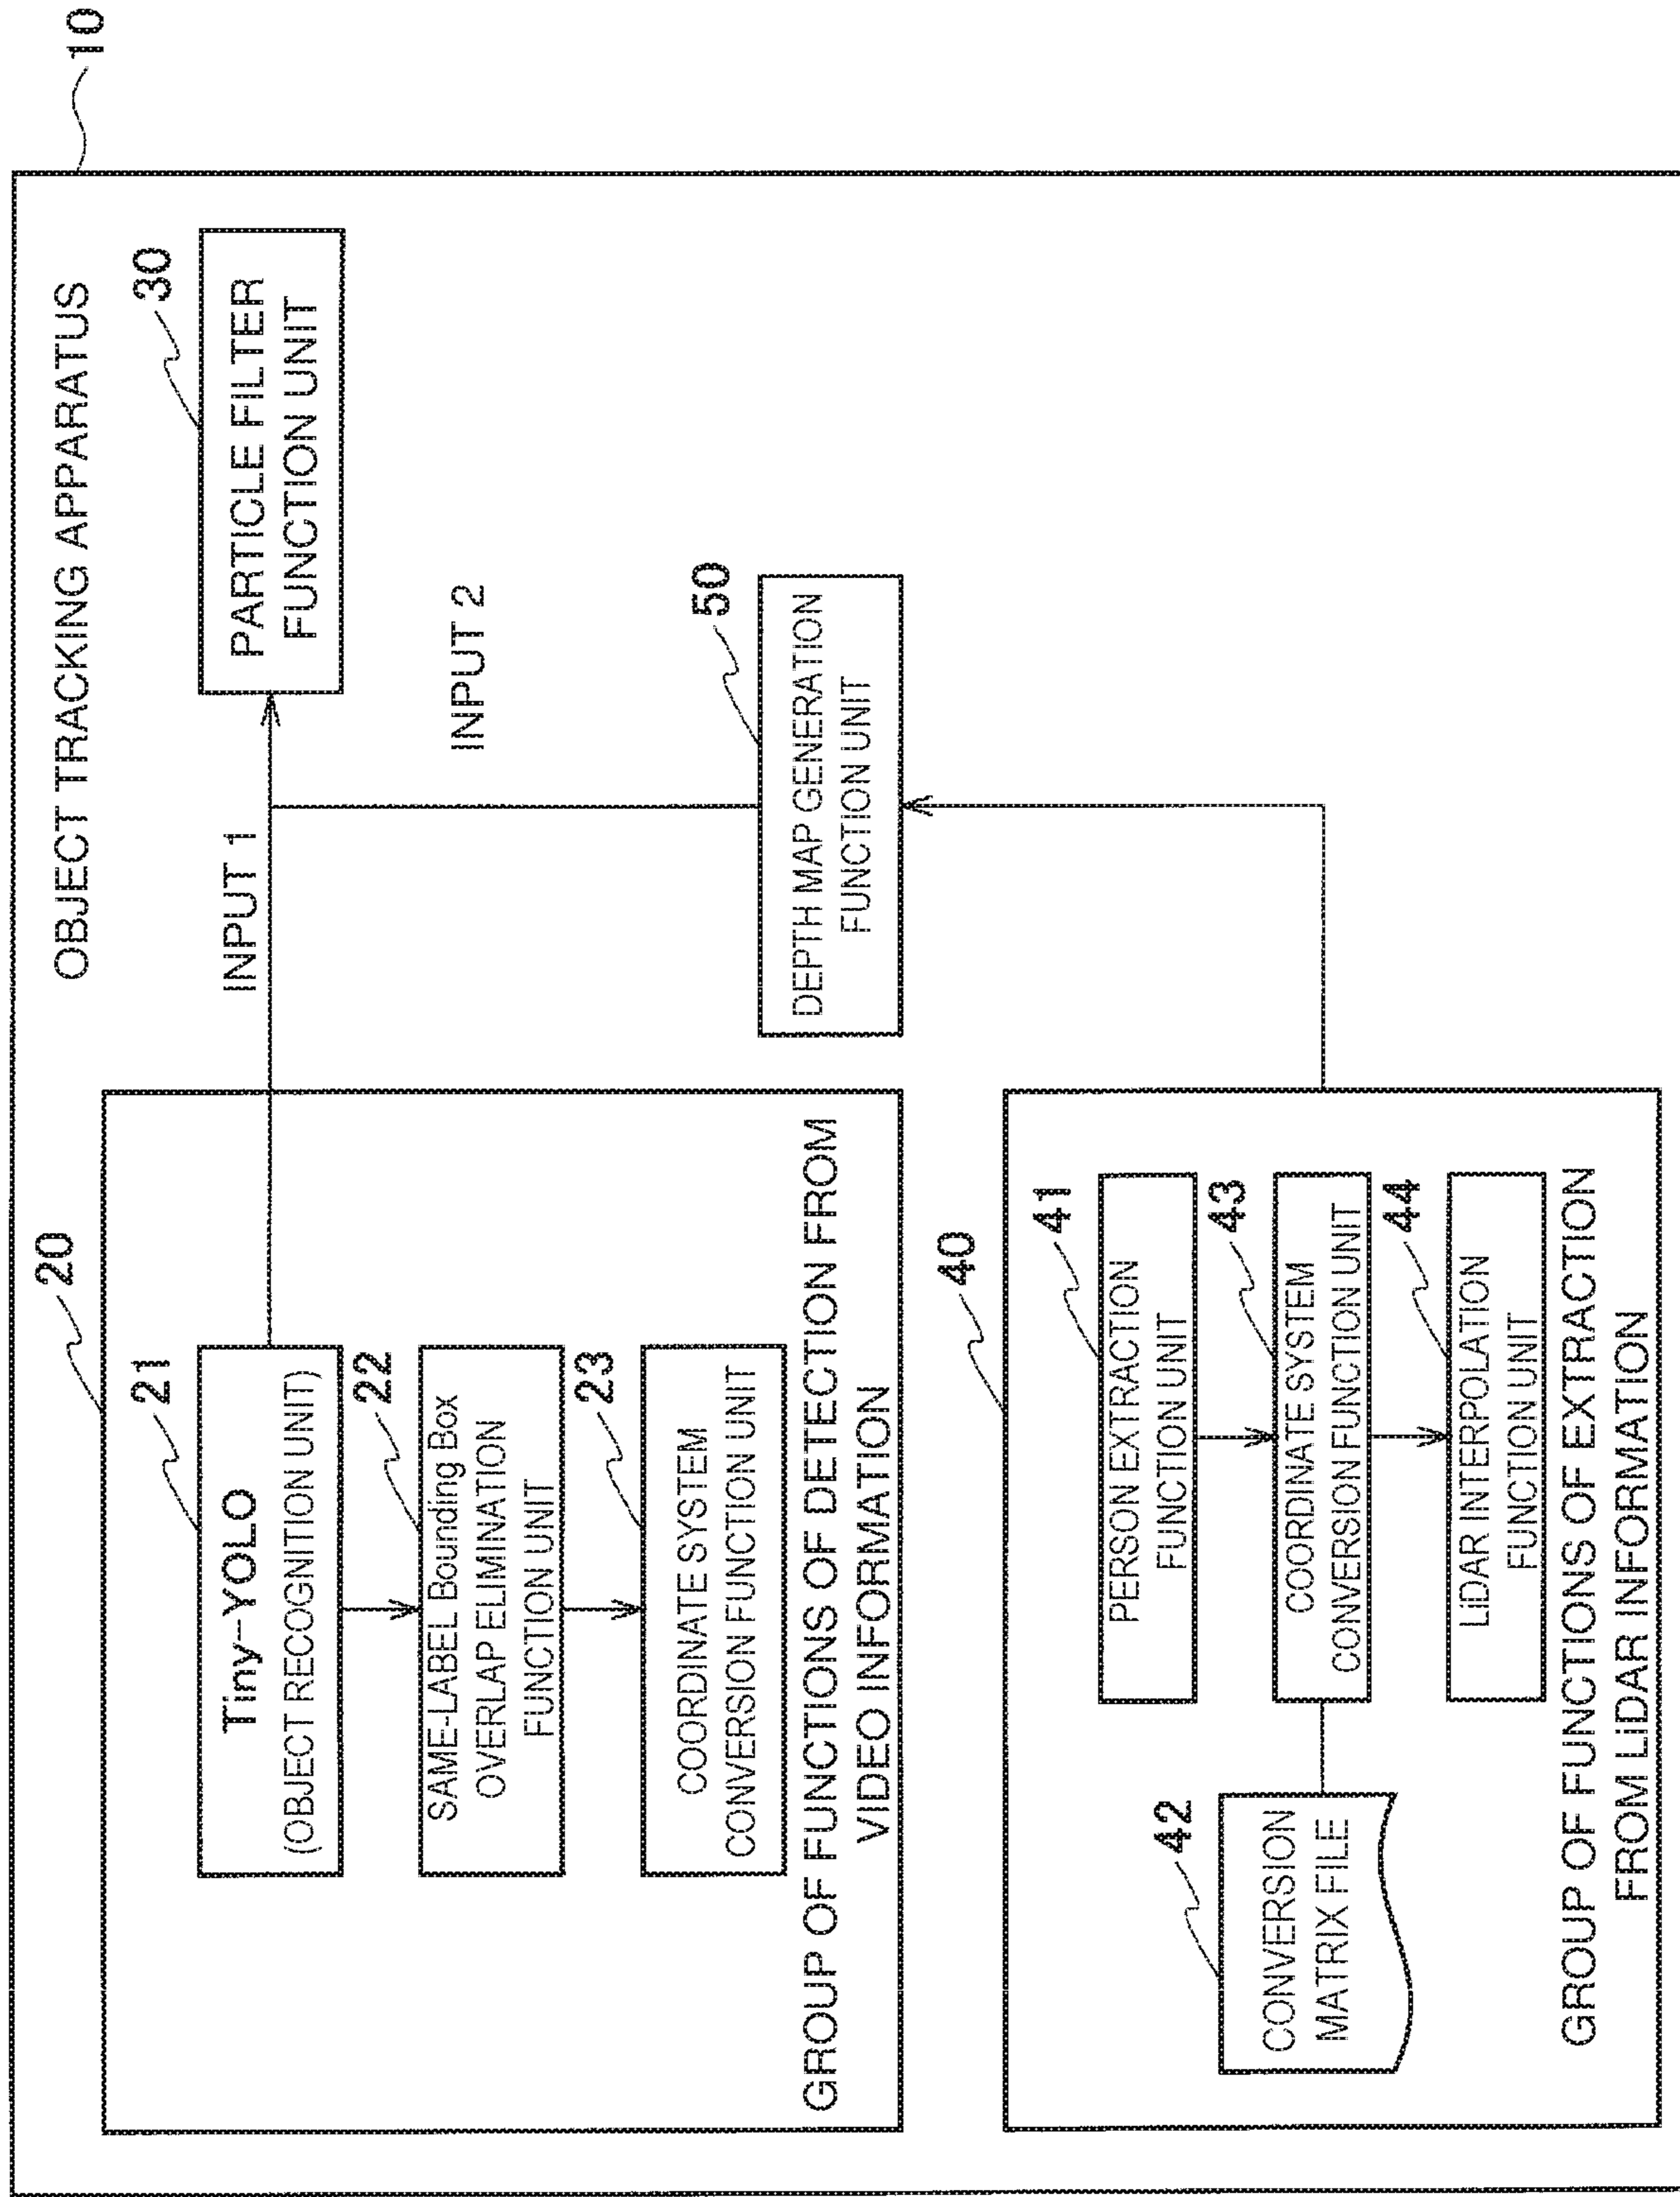 10
OBJECT TRACKING APPARATUS
20
21
Tiny-YOLO
(OBJECT RECOGNITION UNIT)
22
SAME-LABEL Bounding Box
OVERLAP ELIMINATION
FUNCTION UNIT
23
COORDINATE SYSTEM
CONVERSION FUNCTION UNIT
GROUP OF FUNCTIONS OF DETECTION FROM
VIDEO INFORMATION
INPUT 1
30
PARTICLE FILTER
FUNCTION UNIT
INPUT 2
50
DEPTH MAP GENERATION
FUNCTION UNIT
40
41
PERSON EXTRACTION
FUNCTION UNIT
42
CONVERSION
MATRIX FILE
43
COORDINATE SYSTEM
CONVERSION FUNCTION UNIT
44
LiDAR INTERPOLATION
FUNCTION UNIT
GROUP OF FUNCTIONS OF EXTRACTION
FROM LiDAR INFORMATION